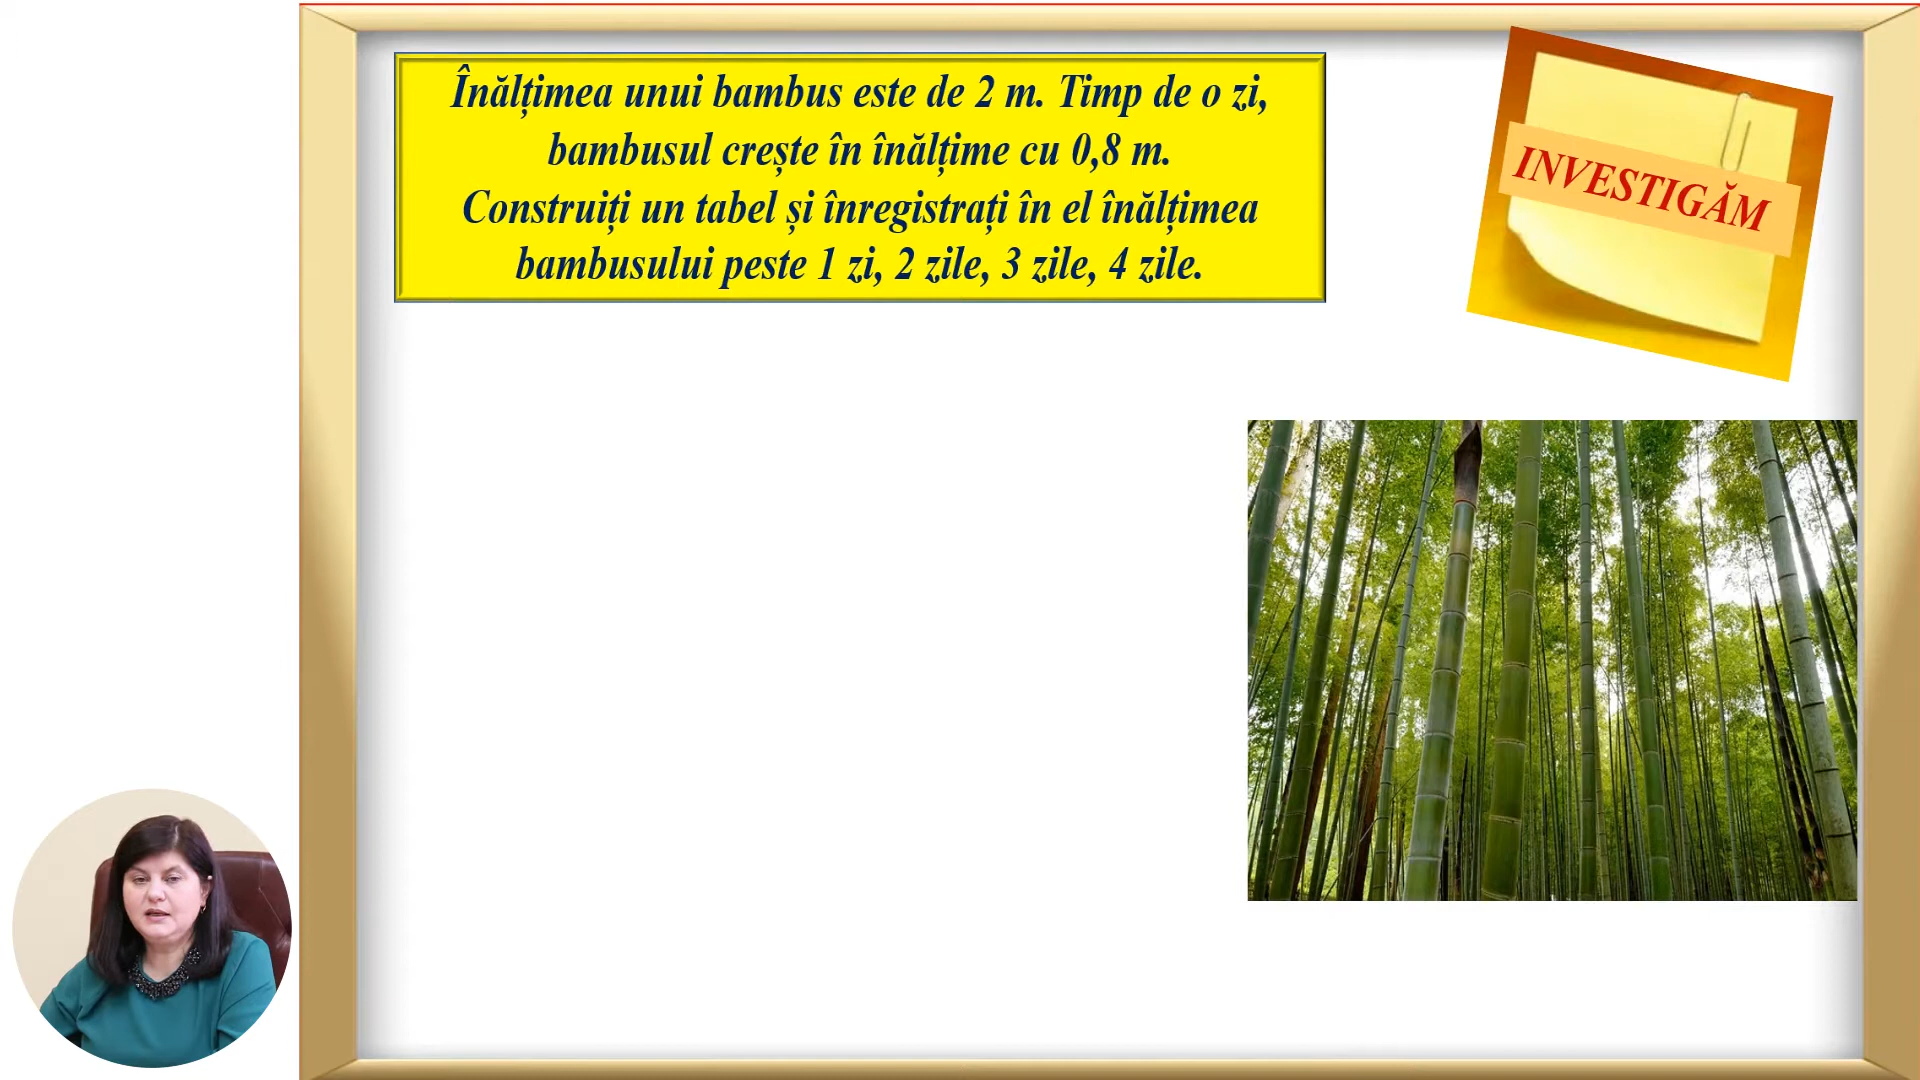 Înălțimea unui bambus este de 2 m. Timp de o zi,
bambusul crește în înălțime cu 0,8 m.
Construiți un tabel și înregistrați în el înălțimea
bambusului peste 1 zi, 2 zile, 3 zile, 4 zile.
INVESTIGĂM